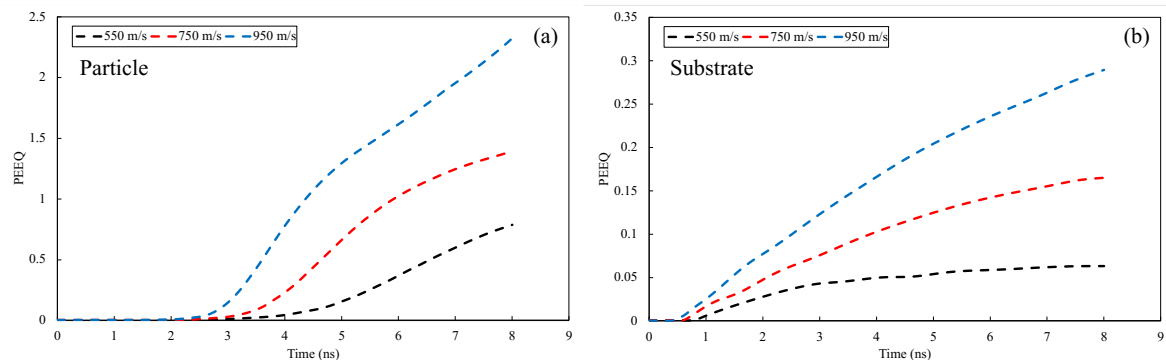 550 m/s 750 m/s 950 m/s
(a)
Particle
PEEQ
2.5
2
1.5
1
0.5
0
0 1 2 3 4 5 6 7 8 9
Time (ns)
550 m/s 750 m/s 950 m/s
(b)
Substrate
PEEQ
0.35
0.3
0.25
0.2
0.15
0.1
0.05
0
0 1 2 3 4 5 6 7 8 9
Time (ns)